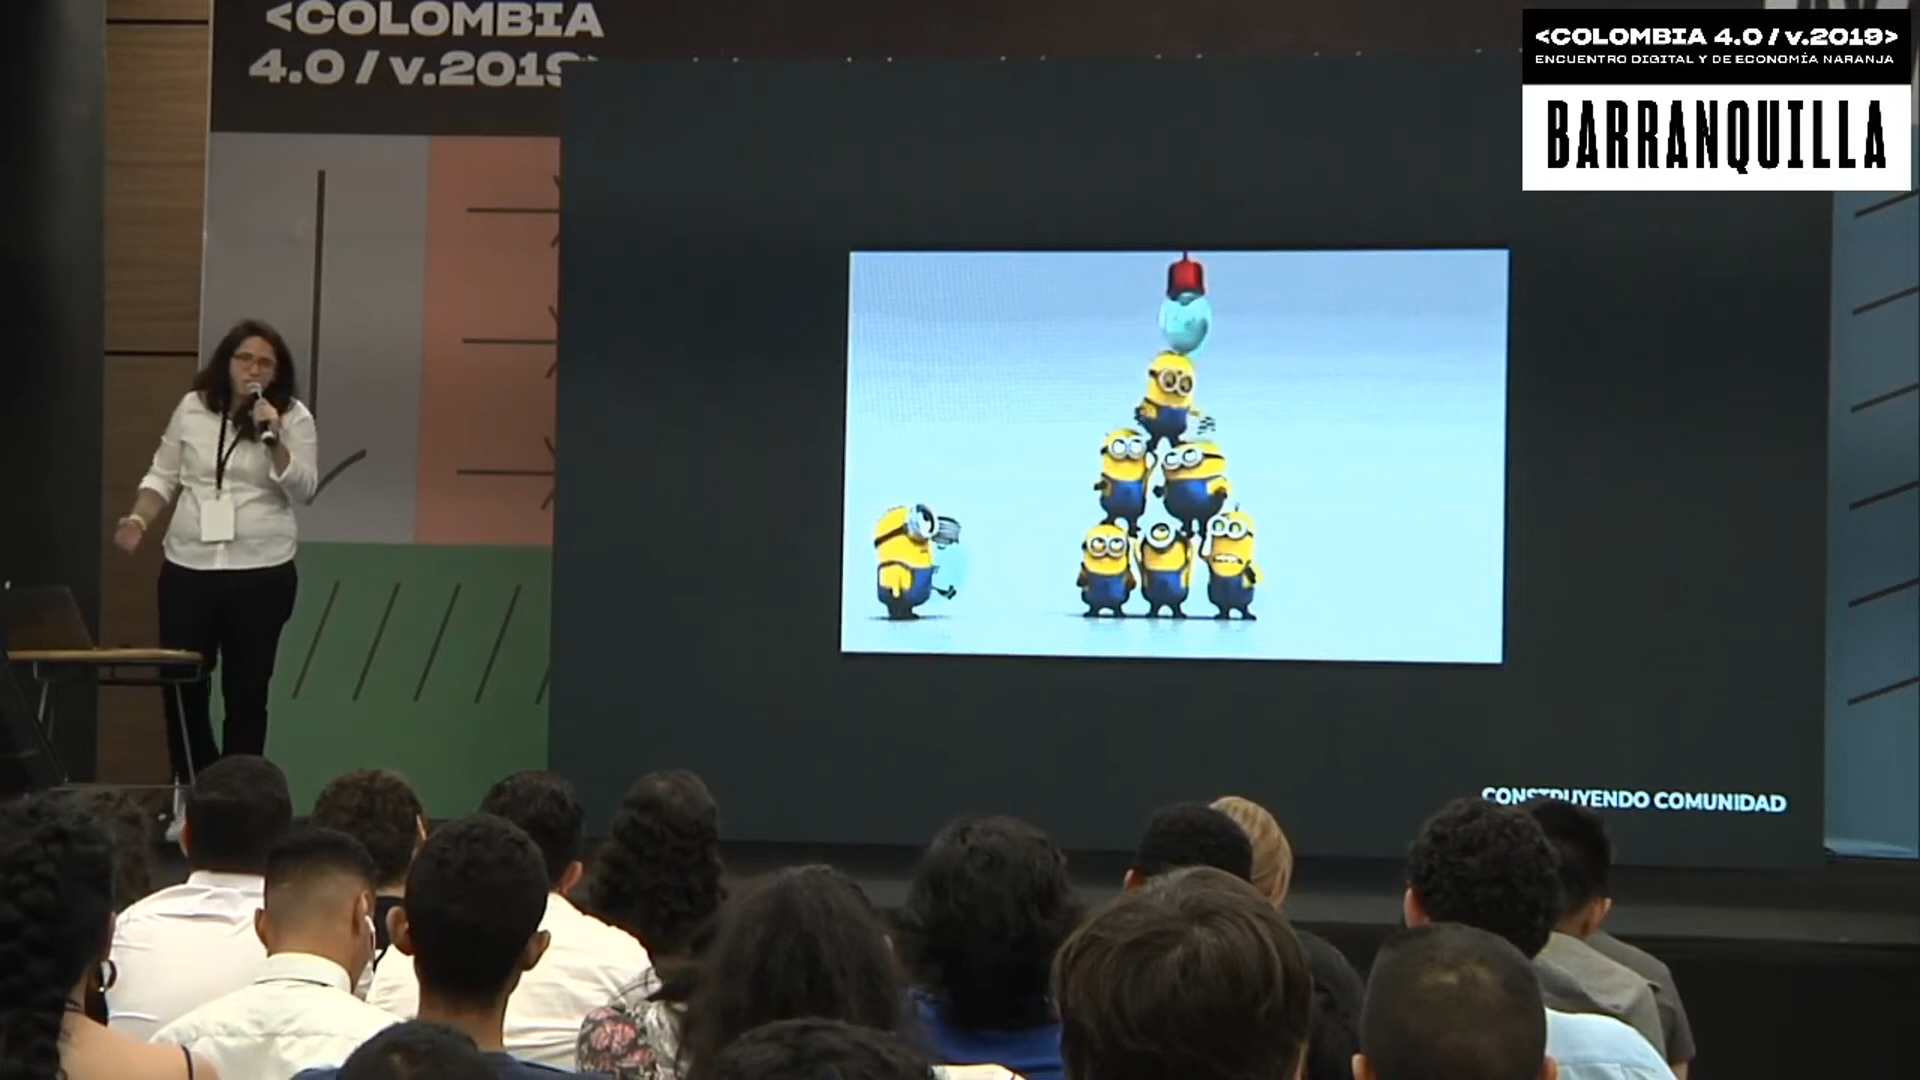 <COLOMBIA
4.0 / v.2019>
<COLOMBIA 4.0 / v.2019>
ENCUENTRO DIGITAL Y DE ECONOMÍA NARANJA
BARRANQUILLA
CONSTRUYENDO COMUNIDAD